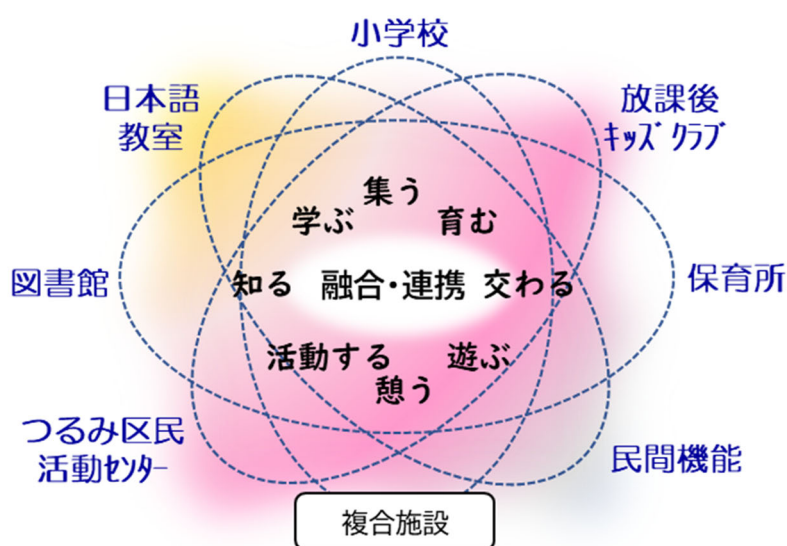 小学校
日本語
教室
放課後
ｷｯｽﾞｸﾗﾌﾞ
集う
学ぶ 育む
図書館
知る 融合・連携 交わる
保育所
活動する 遊ぶ
憩う
つるみ区民
活動ｾﾝﾀｰ
民間機能
複合施設